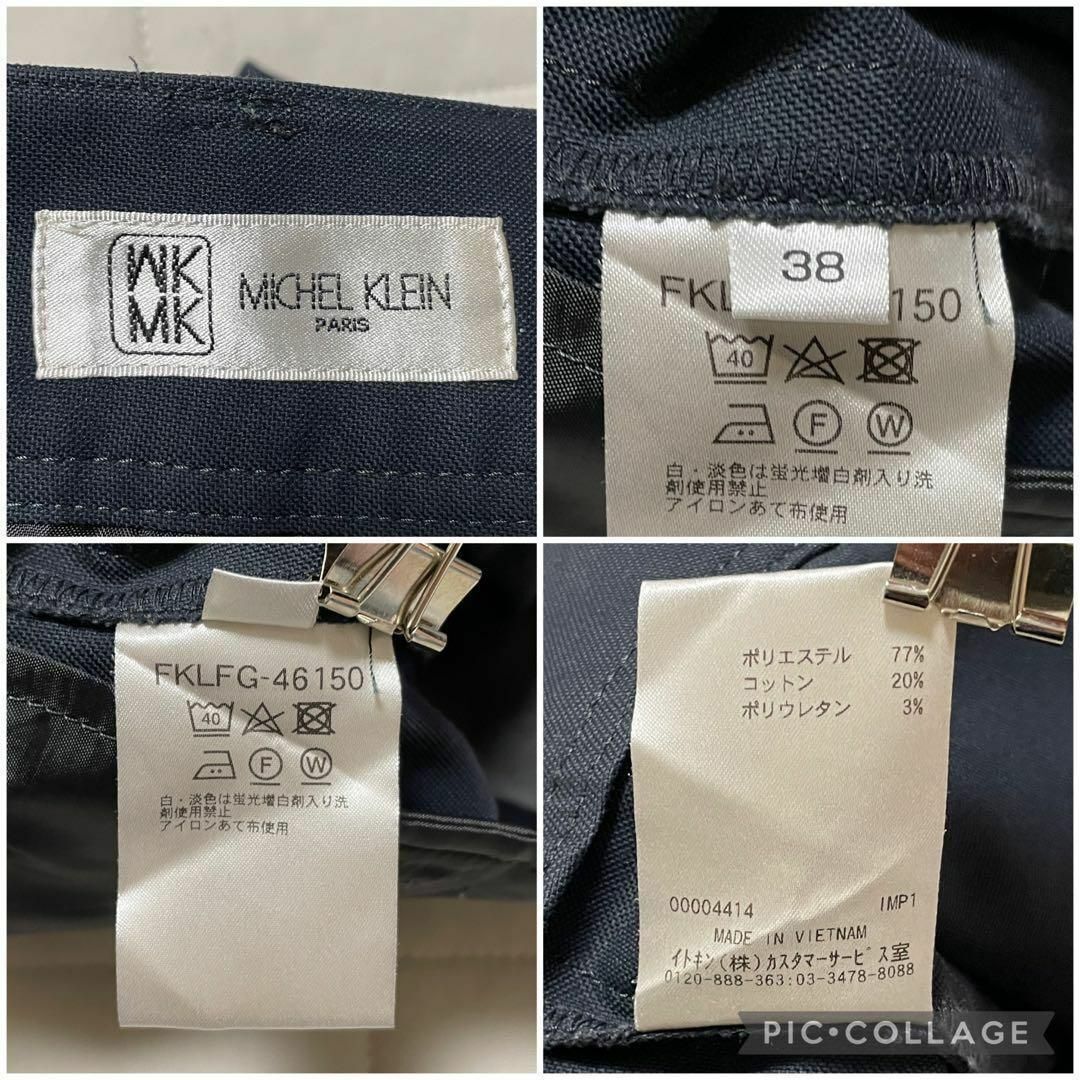 MK
MK
MICHEL KLEIN
PARIS
38
FKL 150
40
F W
白・淡色は蛍光増白剤入り洗
剤使用禁止
アイロンあて布使用
FKLFG-46150
40
F W
白・淡色は蛍光増白剤入り洗
剤使用禁止
アイロンあて布使用
ポリエステル 77%
コットン 20%
ポリウレタン 3%
00004414 IMP1
MADE IN VIETNAM
イトキン(株)カスタマーサービス室
0120-888-363:03-3478-8088
PIC•COLLAGE